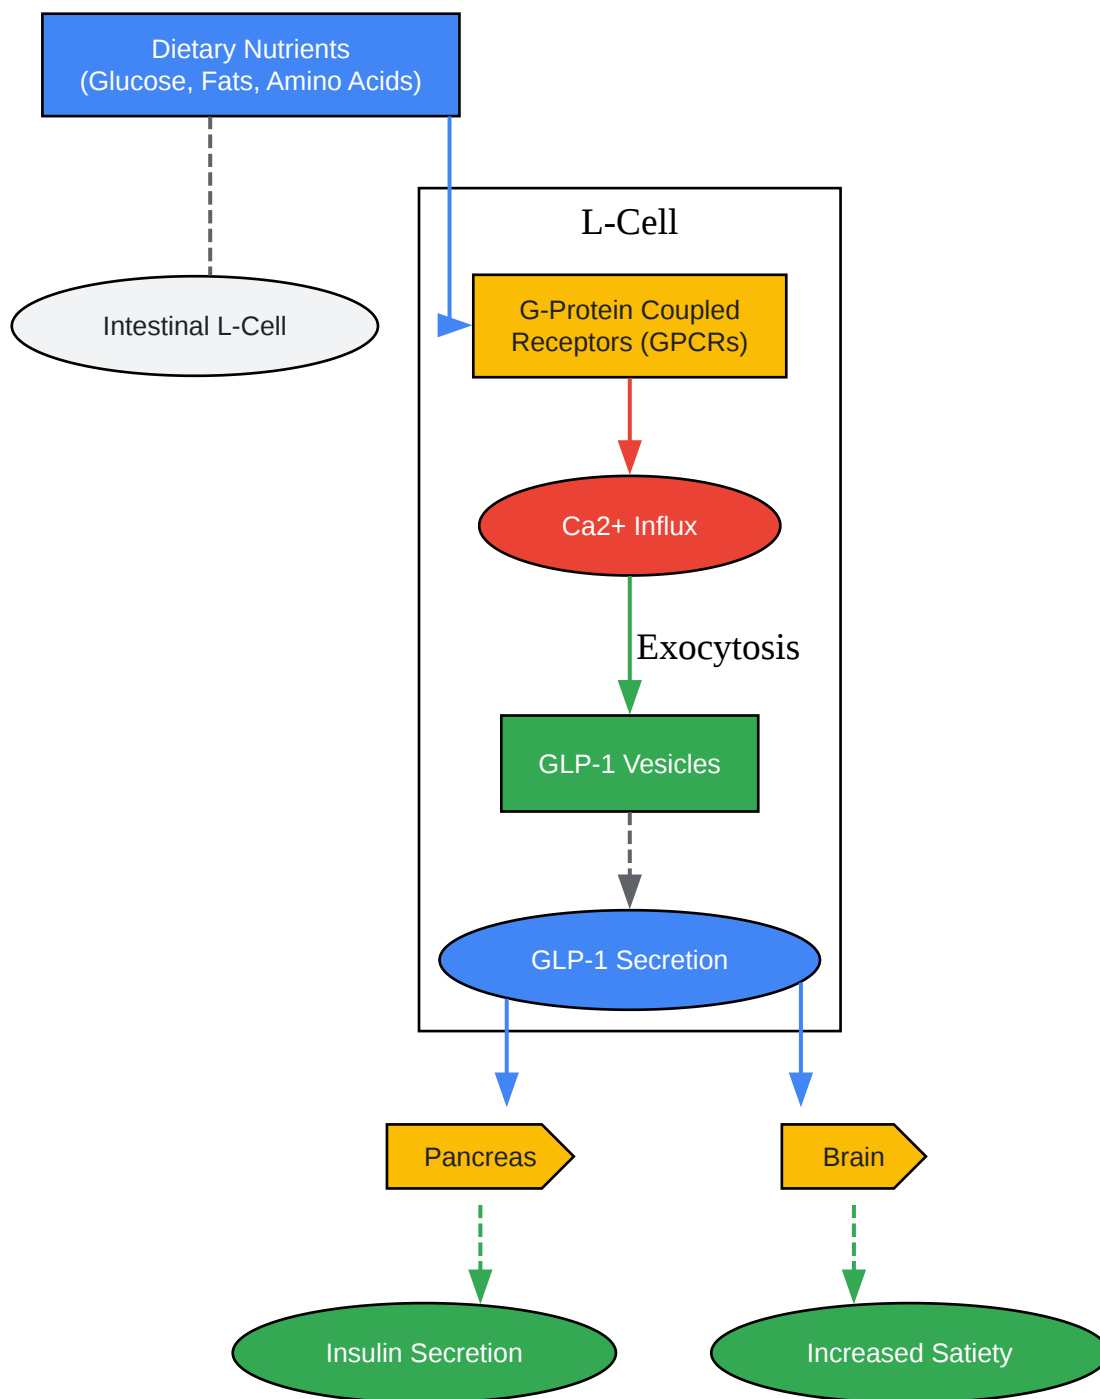 Dietary Nutrients
(Glucose, Fats, Amino Acids)
L-Cell
Intestinal L-Cell
G-Protein Coupled
Receptors (GPCRs)
Ca2+ Influx
Exocytosis
GLP-1 Vesicles
GLP-1 Secretion
Pancreas
Brain
Insulin Secretion
Increased Satiety